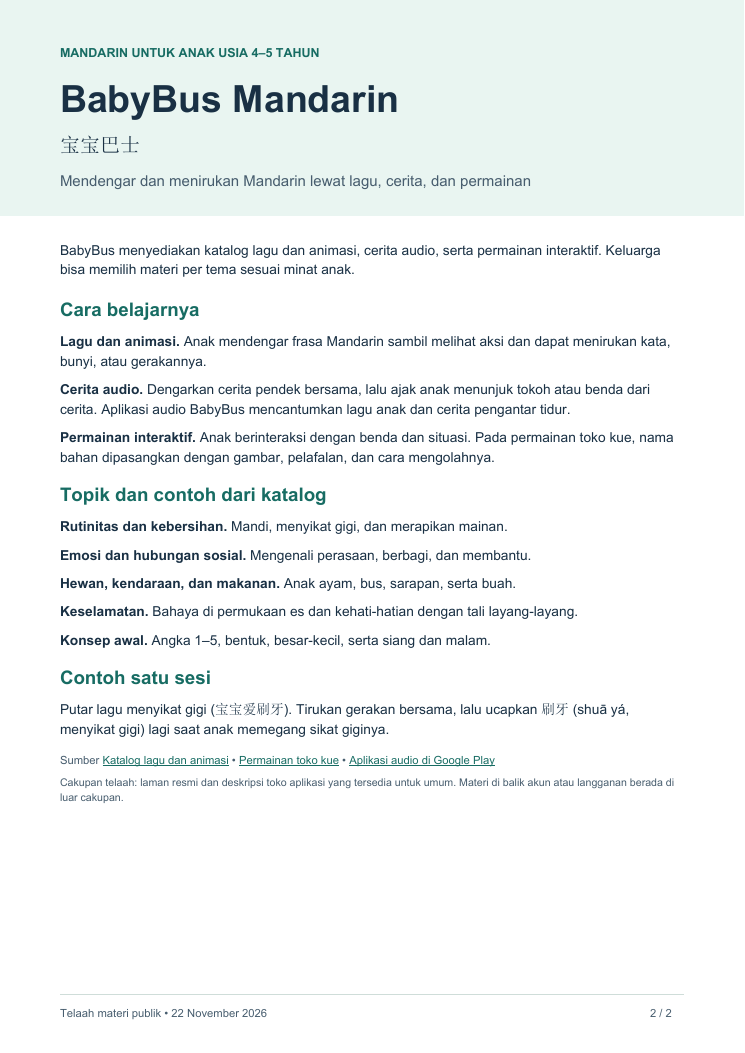 MANDARIN UNTUK ANAK USIA 4–5 TAHUN
BabyBus Mandarin
宝宝巴士
Mendengar dan menirukan Mandarin lewat lagu, cerita, dan permainan
BabyBus menyediakan katalog lagu dan animasi, cerita audio, serta permainan interaktif. Keluarga
bisa memilih materi per tema sesuai minat anak.
Cara belajarnya
Lagu dan animasi. Anak mendengar frasa Mandarin sambil melihat aksi dan dapat menirukan kata,
bunyi, atau gerakannya.
Cerita audio. Dengarkan cerita pendek bersama, lalu ajak anak menunjuk tokoh atau benda dari
cerita. Aplikasi audio BabyBus mencantumkan lagu anak dan cerita pengantar tidur.
Permainan interaktif. Anak berinteraksi dengan benda dan situasi. Pada permainan toko kue, nama
bahan dipasangkan dengan gambar, pelafalan, dan cara mengolahnya.
Topik dan contoh dari katalog
Rutinitas dan kebersihan. Mandi, menyikat gigi, dan merapikan mainan.
Emosi dan hubungan sosial. Mengenali perasaan, berbagi, dan membantu.
Hewan, kendaraan, dan makanan. Anak ayam, bus, sarapan, serta buah.
Keselamatan. Bahaya di permukaan es dan kehati-hatian dengan tali layang-layang.
Konsep awal. Angka 1–5, bentuk, besar-kecil, serta siang dan malam.
Contoh satu sesi
Putar lagu menyikat gigi (宝宝爱刷牙). Tirukan gerakan bersama, lalu ucapkan 刷牙 (shuā yá,
menyikat gigi) lagi saat anak memegang sikat giginya.
Sumber Katalog lagu dan animasi • Permainan toko kue • Aplikasi audio di Google Play
Cakupan telaah: laman resmi dan deskripsi toko aplikasi yang tersedia untuk umum. Materi di balik akun atau langganan berada di
luar cakupan.
Telaah materi publik • 22 November 2026
2 / 2